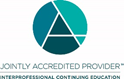 JOINTLY ACCREDITED PROVIDER™
INTERPROFESSIONAL CONTINUING EDUCATION